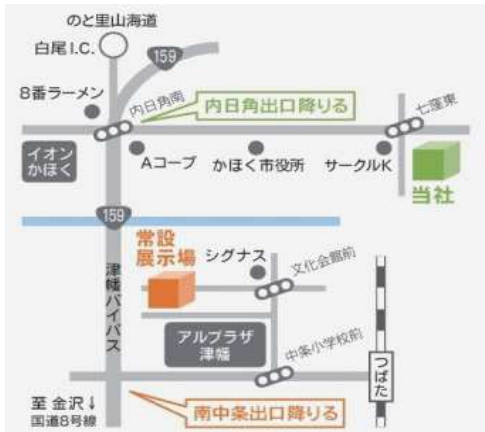 のと里山海道
白尾I.C.
159
8番ラーメン
内日角南
内日角出口降りる
七窪東
イオン
かほく
Aコープ
かほく市役所
サークルK
当社
159
常設
展示場
シグナス
文化会館前
津幡バイパス
アルプラザ
津幡
中条小学校前
つばた
至 金沢↓
国道8号線
南中条出口降りる